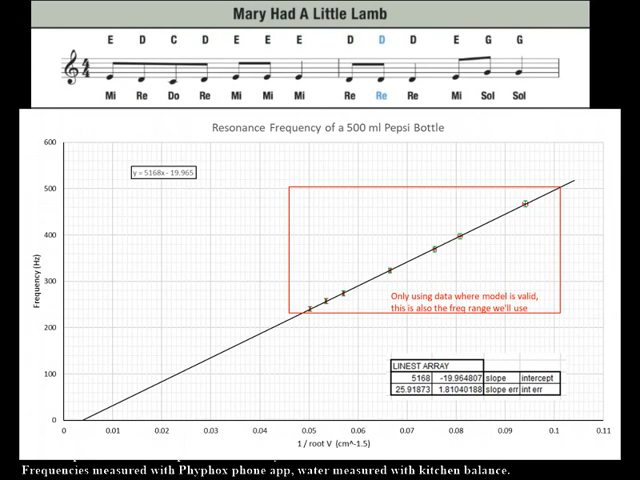 Mary Had A Little Lamb
E D C D E E E D D D E G G
4
4
Mi Re Do Re Mi Mi Mi Re Re Re Mi Sol Sol
Resonance Frequency of a 500 ml Pepsi Bottle
600
y = 5168x - 19.965
500
400
300
200
100
0
Frequency (Hz)
Only using data where model is valid,
this is also the freq range we'll use
LINEST ARRAY
5168 -19.964807 slope intercept
25.91873 1.81040188 slope err int err
0 0.01 0.02 0.03 0.04 0.05 0.06 0.07 0.08 0.09 0.1 0.11
1 / root V (cm^-1.5)
Frequencies measured with Phyphox phone app, water measured with kitchen balance.